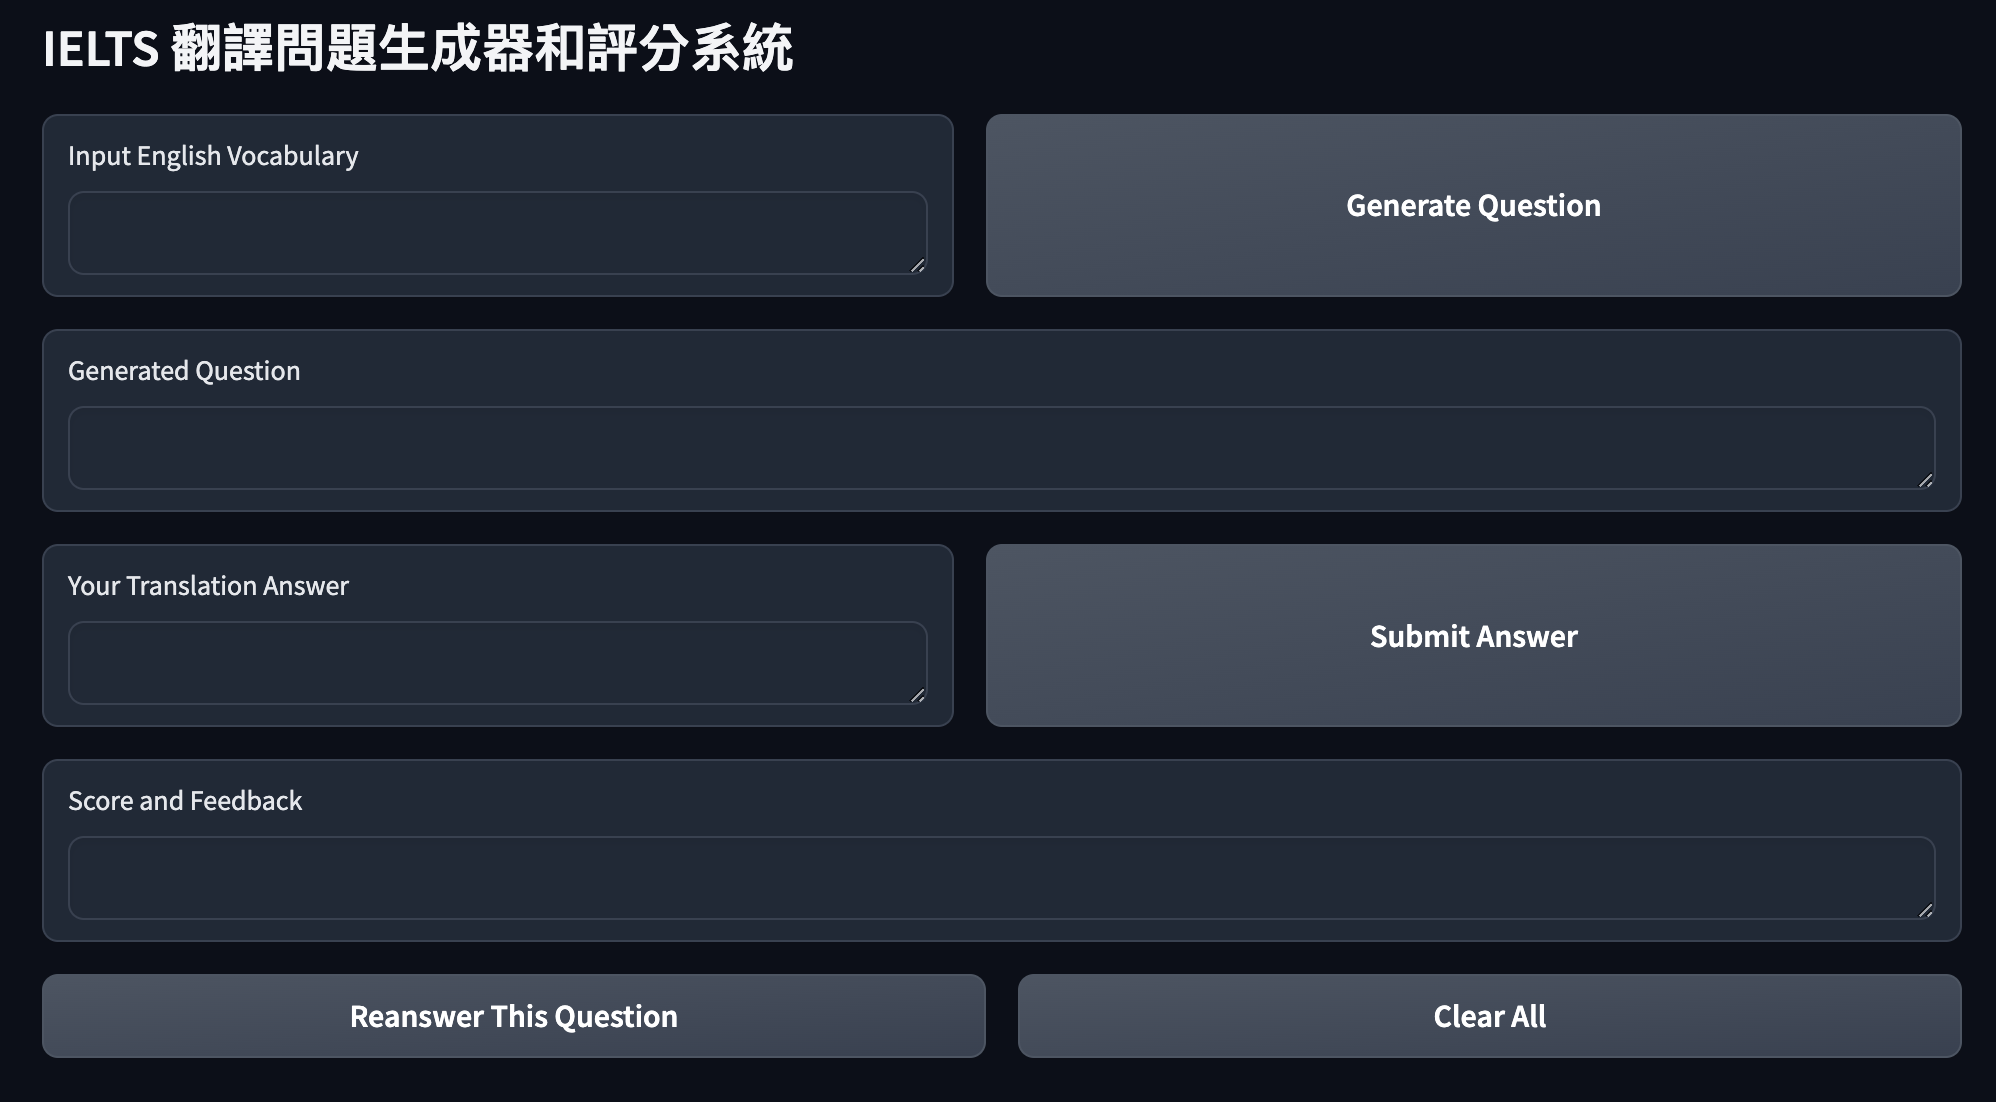 IELTS 翻譯問題生成器和評分系統
Input English Vocabulary
Generate Question
Generated Question
Your Translation Answer
Submit Answer
Score and Feedback
Reanswer This Question
Clear All